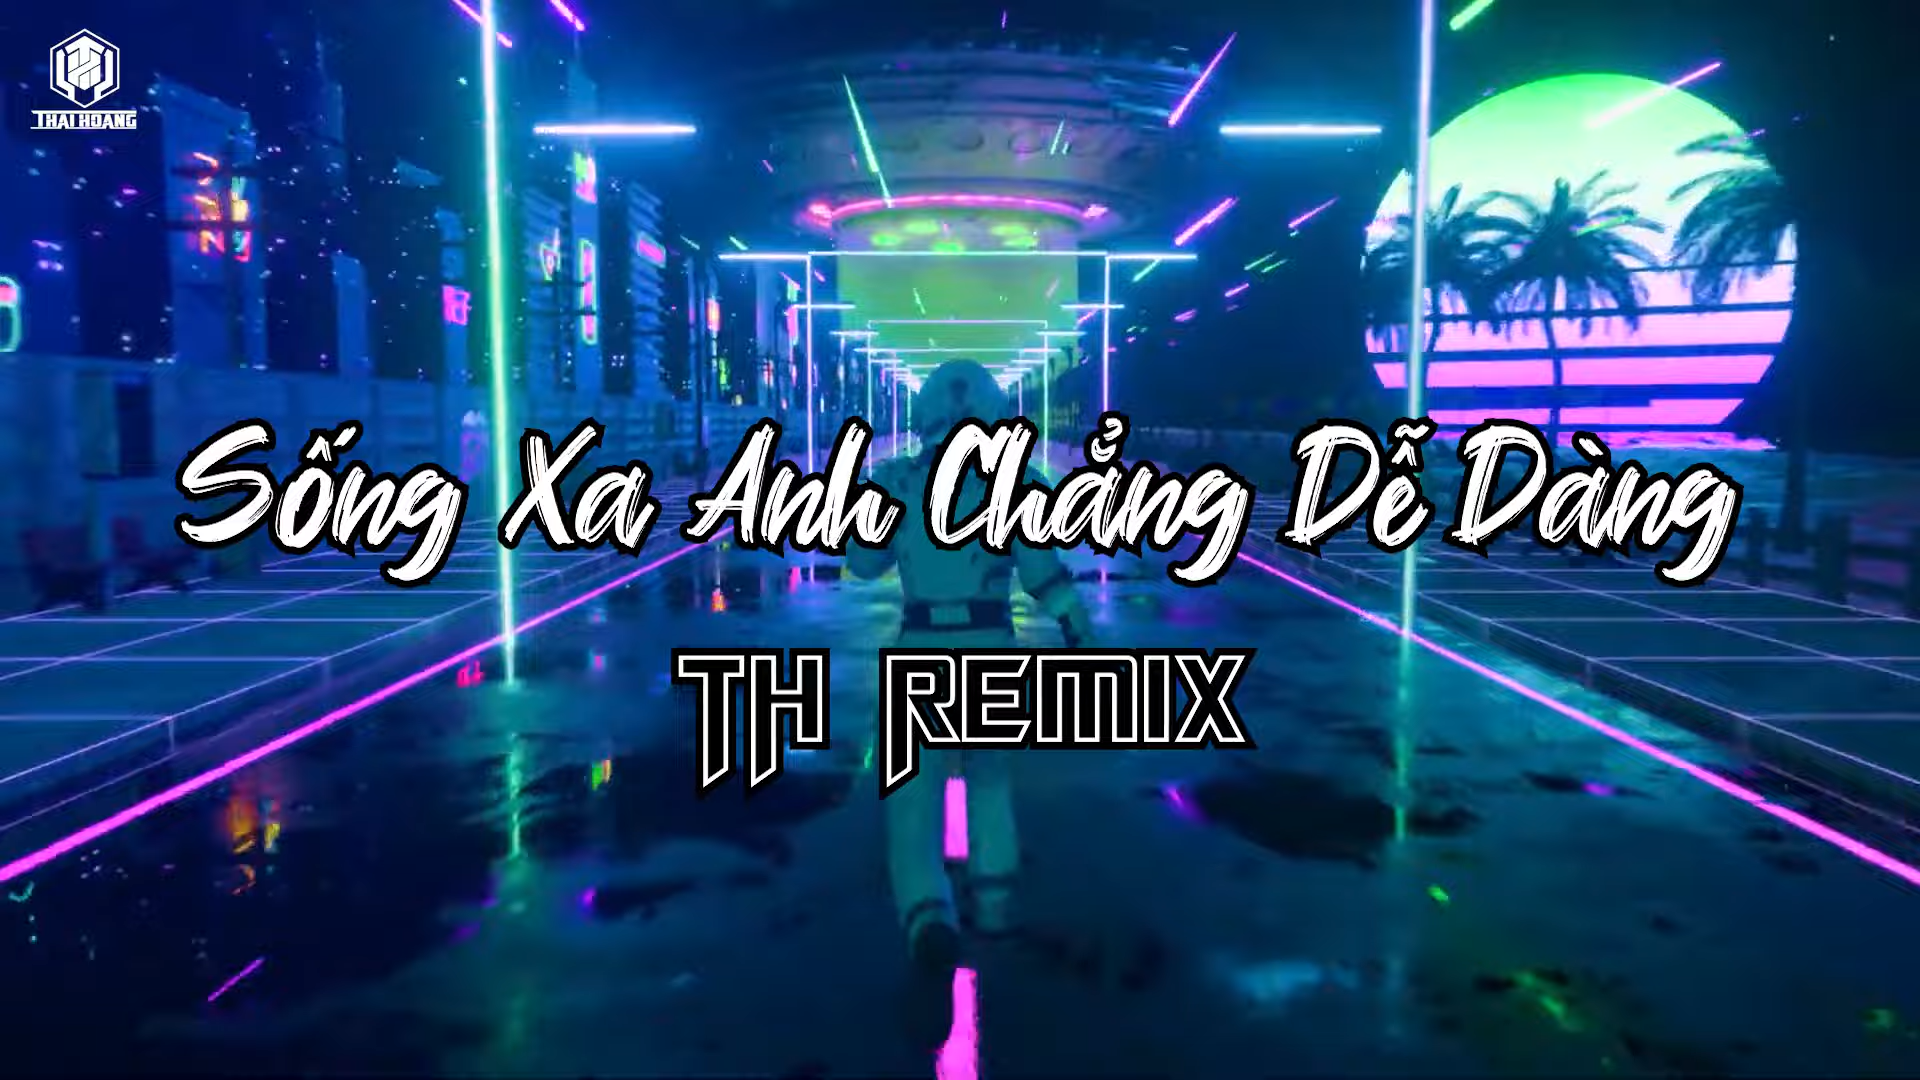 THAI HOANG
Sống Xa Anh Chẳng Dễ Dàng
TH REMIX